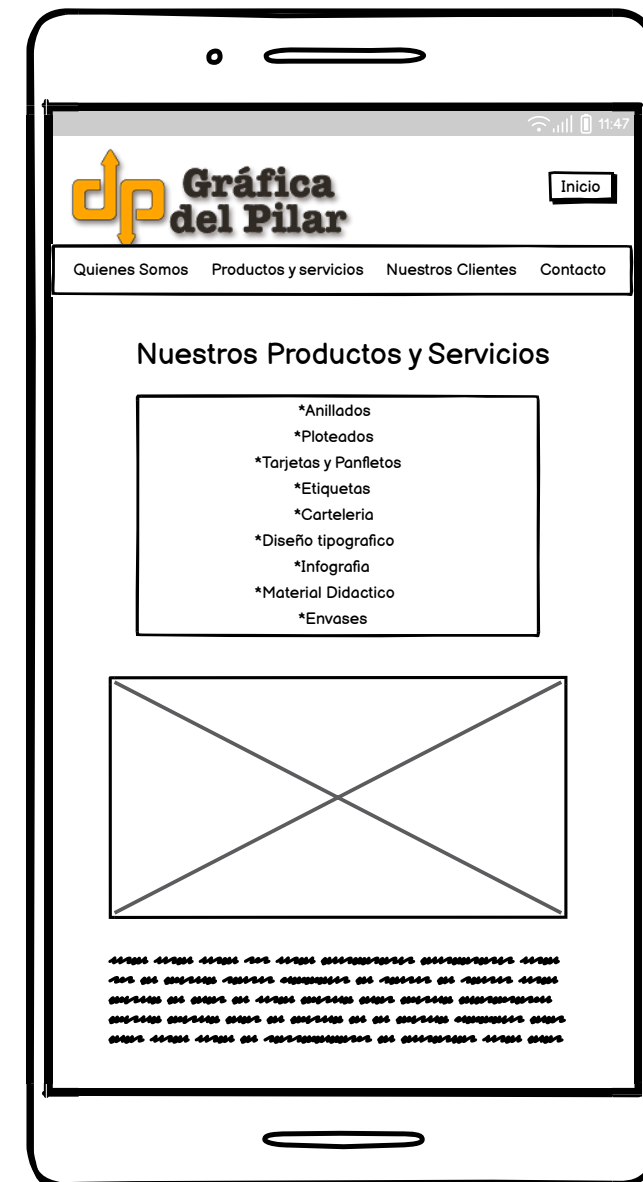 11:47
dp Gráfica
del Pilar
Inicio
Quienes Somos Productos y servicios Nuestros Clientes Contacto
Nuestros Productos y Servicios
*Anillados
*Ploteados
*Tarjetas y Panfletos
*Etiquetas
*Carteleria
*Diseño tipografico
*Infografia
*Material Didactico
*Envases